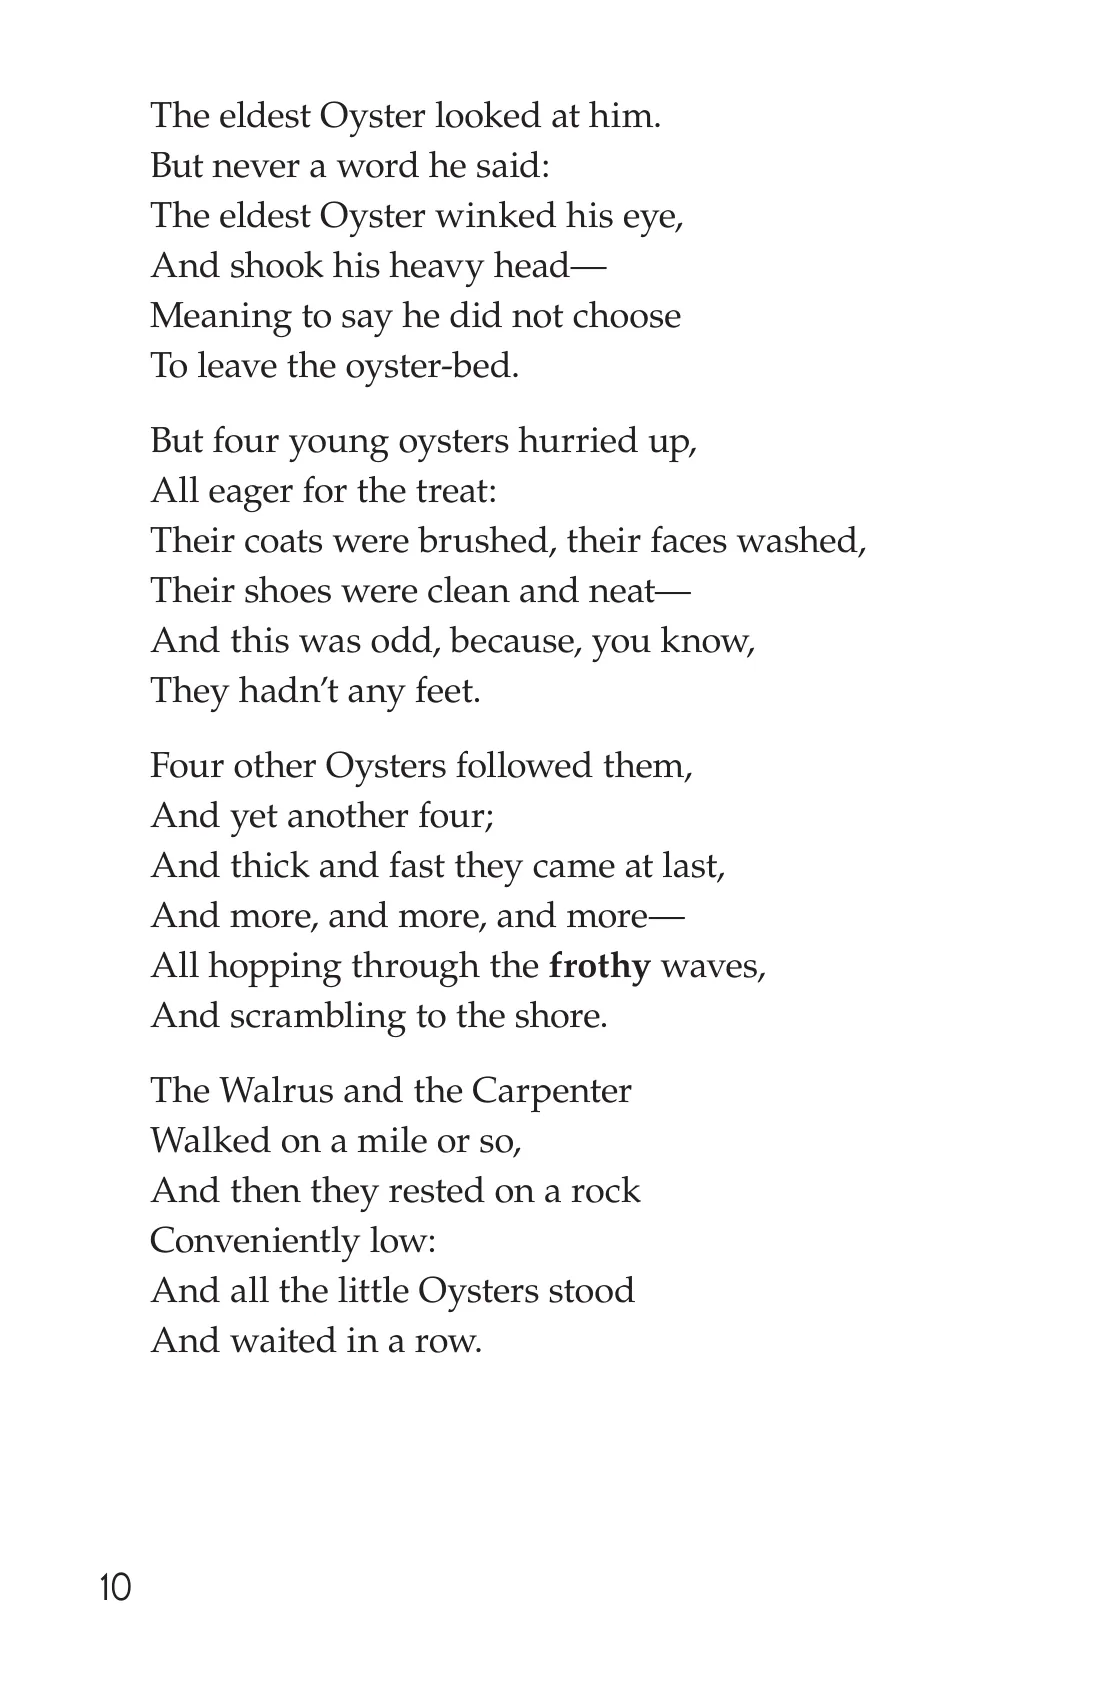 The eldest Oyster looked at him.
But never a word he said:
The eldest Oyster winked his eye,
And shook his heavy head—
Meaning to say he did not choose
To leave the oyster-bed.
But four young oysters hurried up,
All eager for the treat:
Their coats were brushed, their faces washed,
Their shoes were clean and neat—
And this was odd, because, you know,
They hadn’t any feet.
Four other Oysters followed them,
And yet another four;
And thick and fast they came at last,
And more, and more, and more—
All hopping through the frothy waves,
And scrambling to the shore.
The Walrus and the Carpenter
Walked on a mile or so,
And then they rested on a rock
Conveniently low:
And all the little Oysters stood
And waited in a row.
10